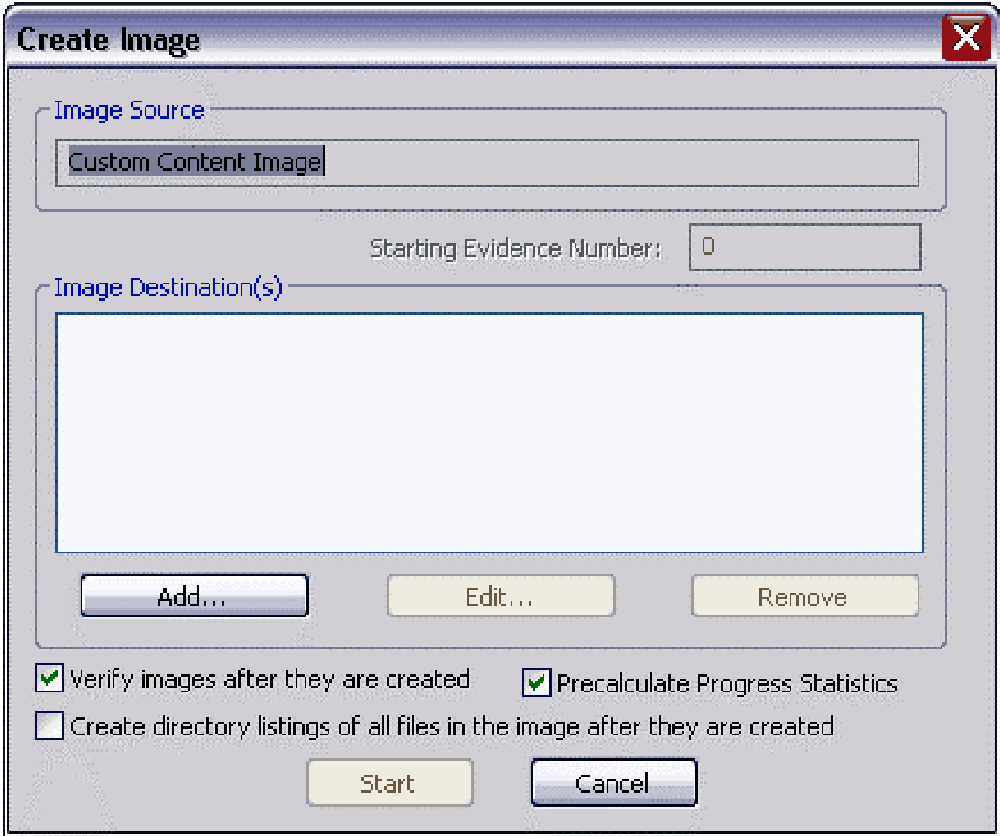 Create Image
Image Source
Custom Content Image
Starting Evidence Number: 0
Image Destination(s)
Add... Edit... Remove
Verify images after they are created Precalculate Progress Statistics
Create directory listings of all files in the image after they are created
Start Cancel